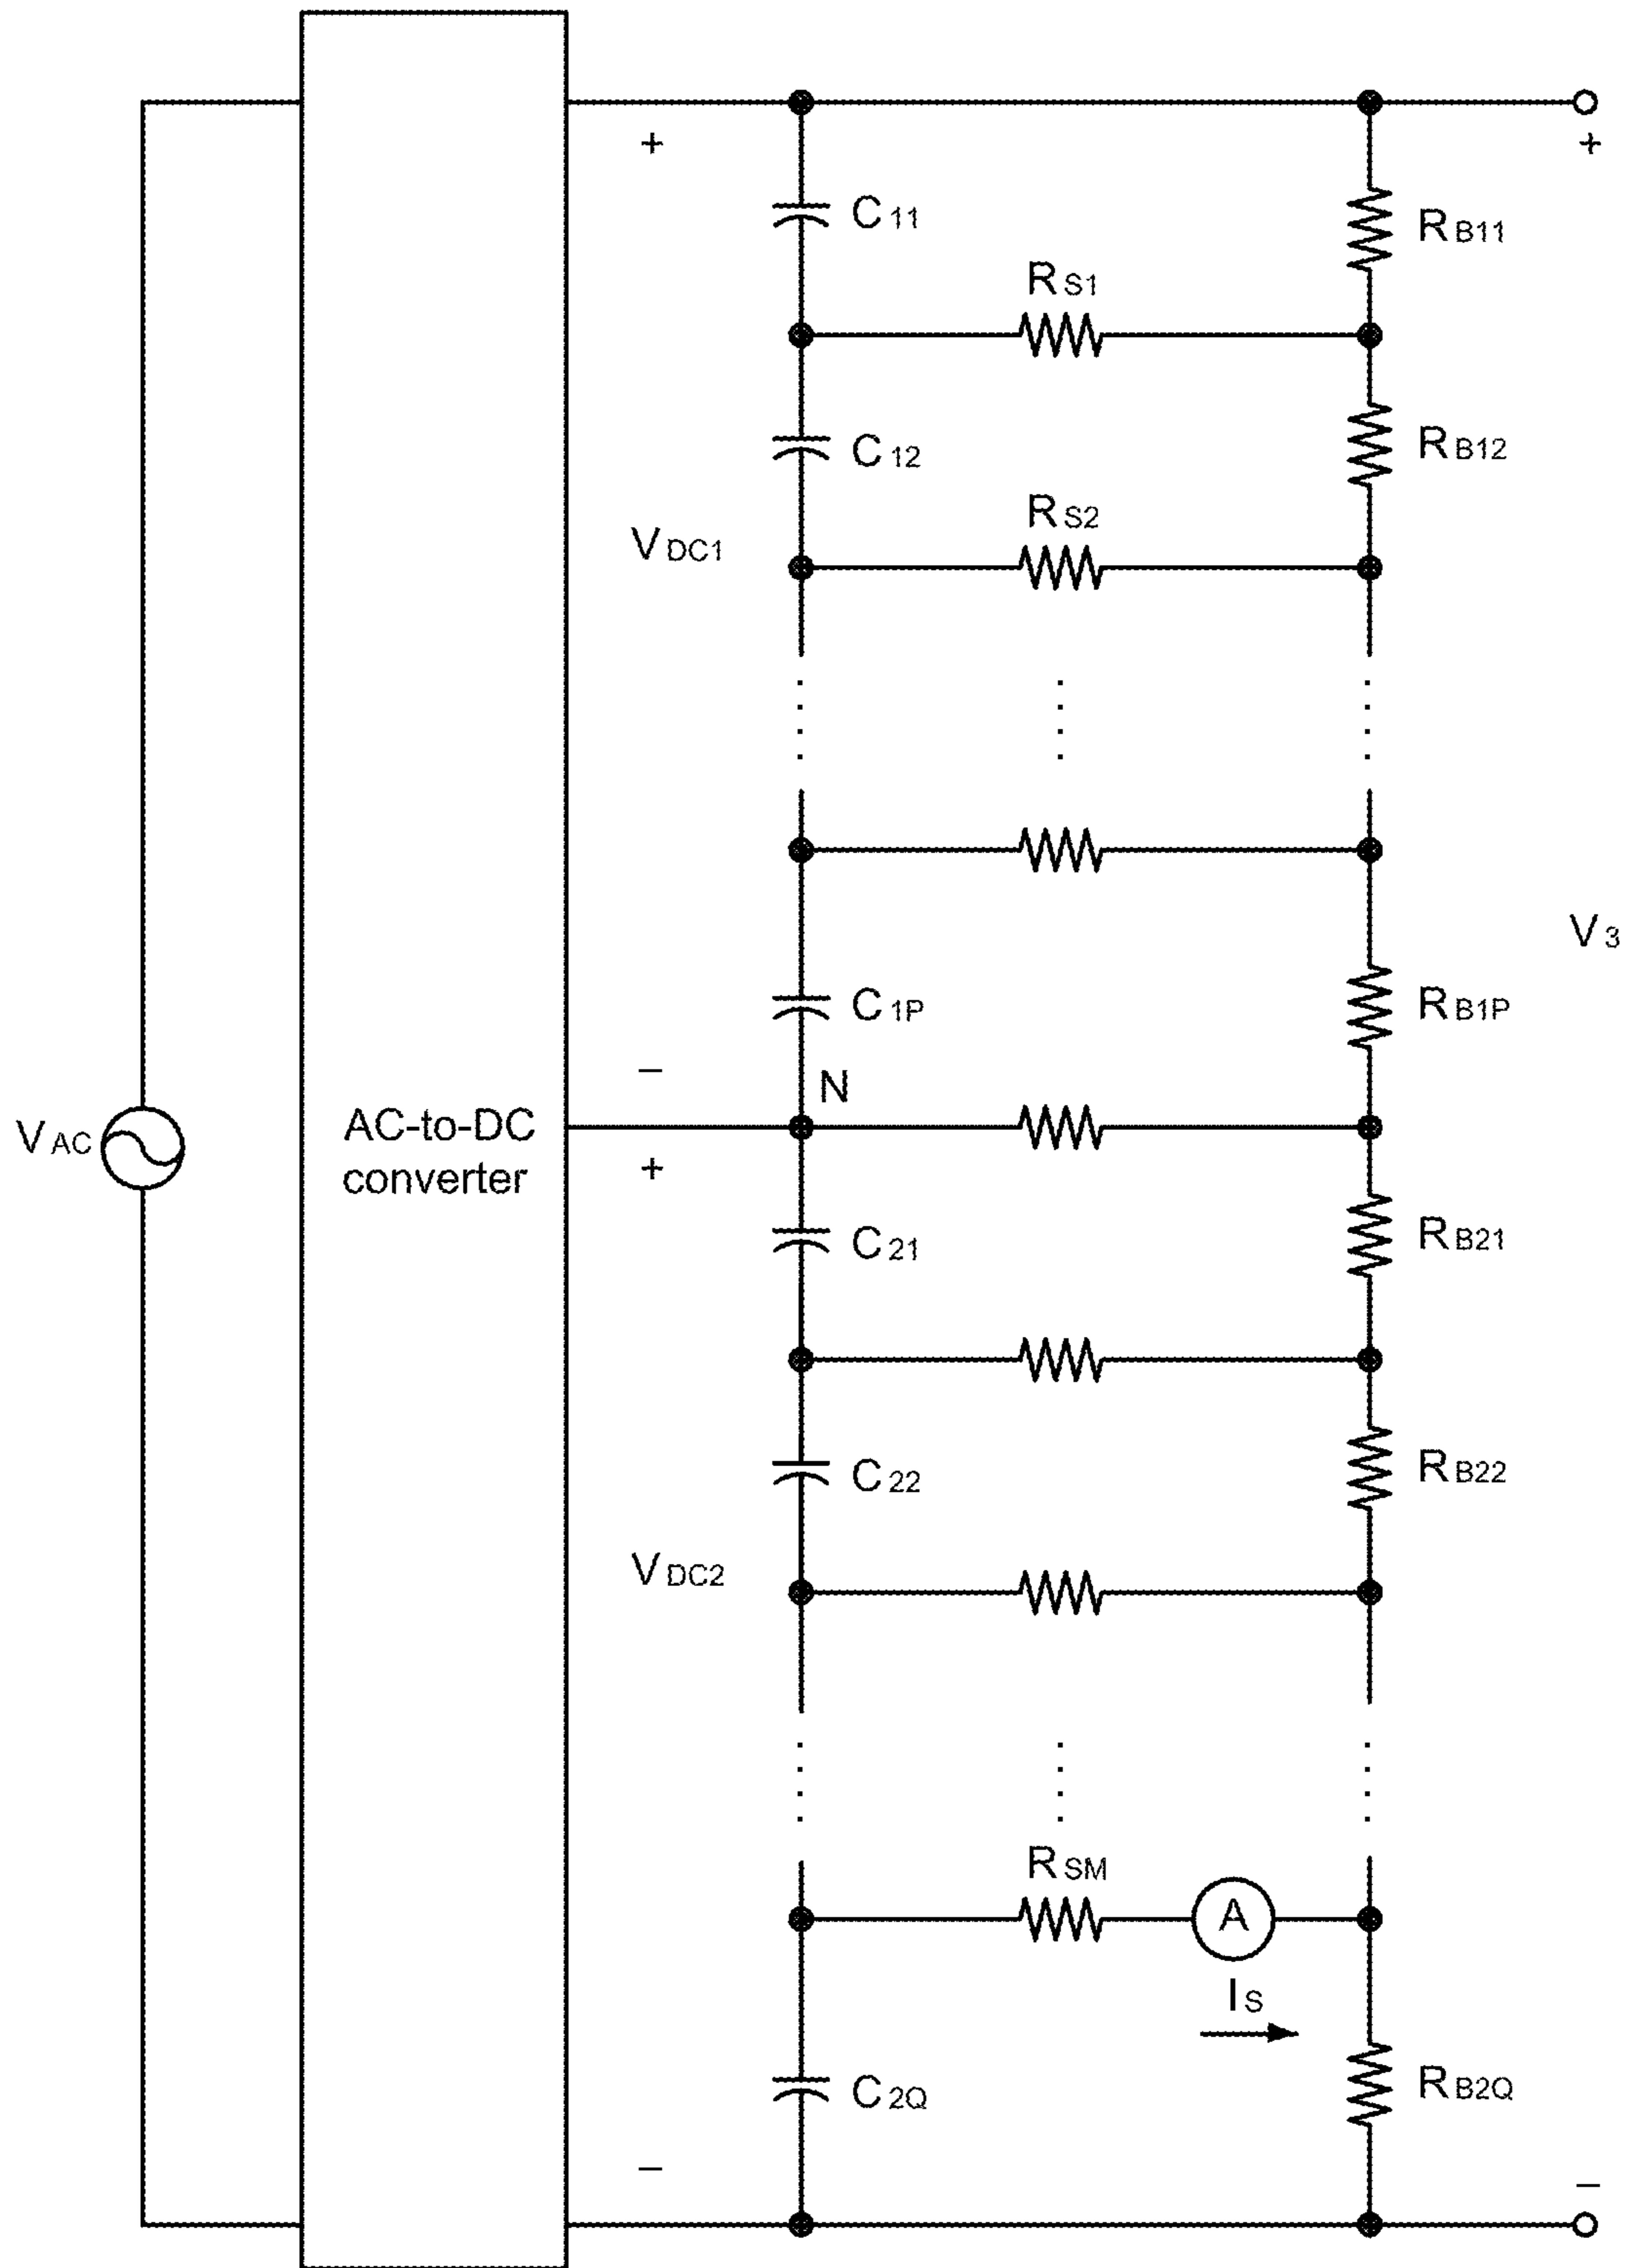 +
+
C11
RB11
RS1
C12
RB12
RS2
VDC1
V3
C1P
RB1P
−
N
VAC
AC-to-DC
converter
+
C21
RB21
C22
RB22
VDC2
RSM
A
IS
C2Q
RB2Q
−
−